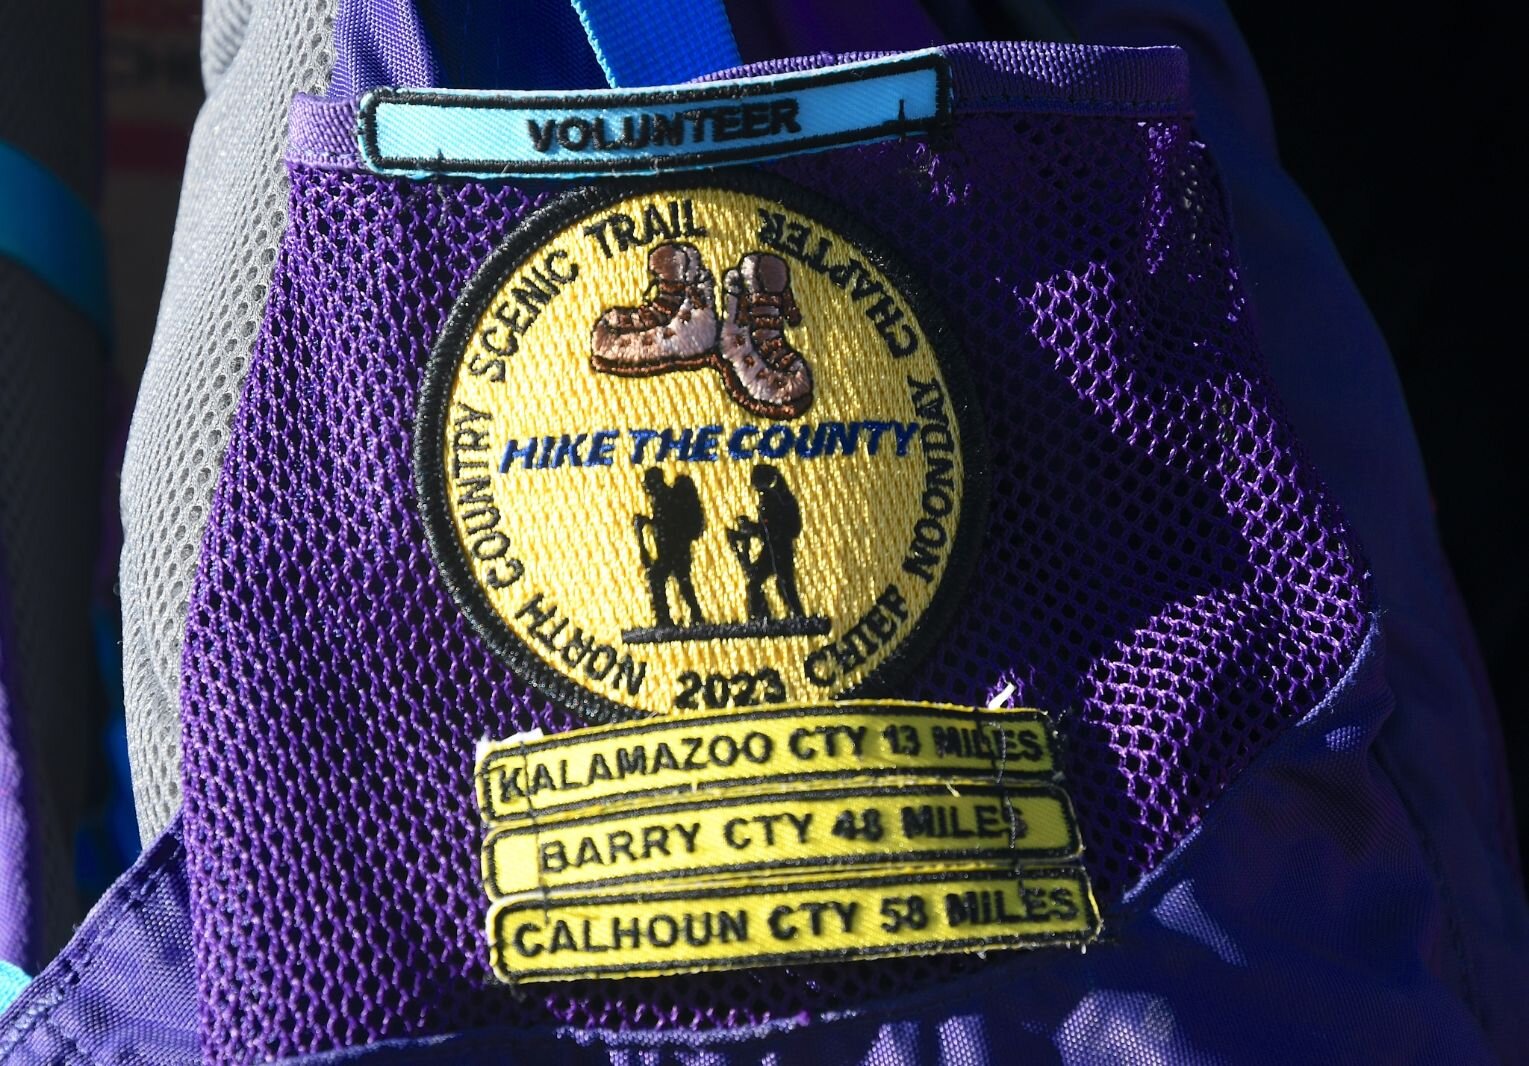 VOLUNTEER
NORTH COUNTRY SCENIC TRAIL
CHIEF NOONDAY CHAPTER
HIKE THE COUNTY
2023
KALAMAZOO CTY 13 MILES
BARRY CTY 48 MILES
CALHOUN CTY 58 MILES